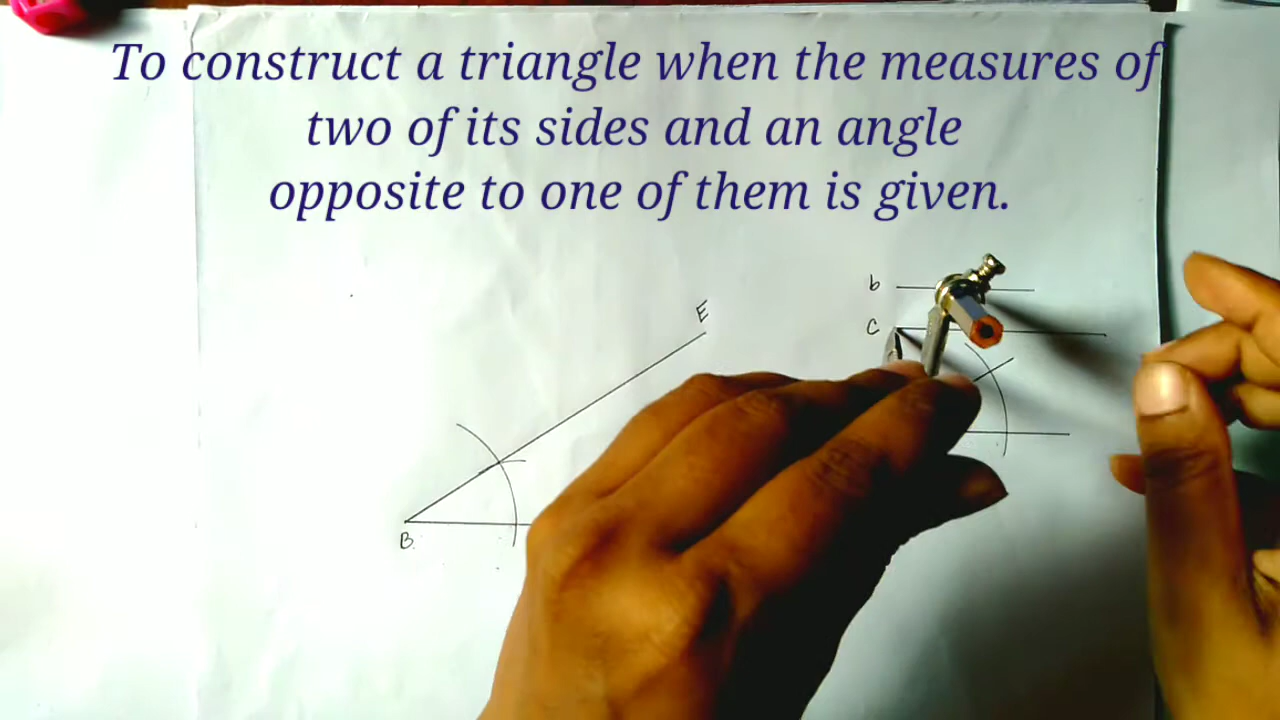 To construct a triangle when the measures of
two of its sides and an angle
opposite to one of them is given.
b
c
E
B